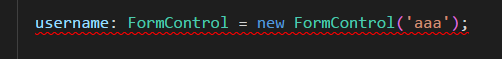 username: FormControl = new FormControl('aaa');